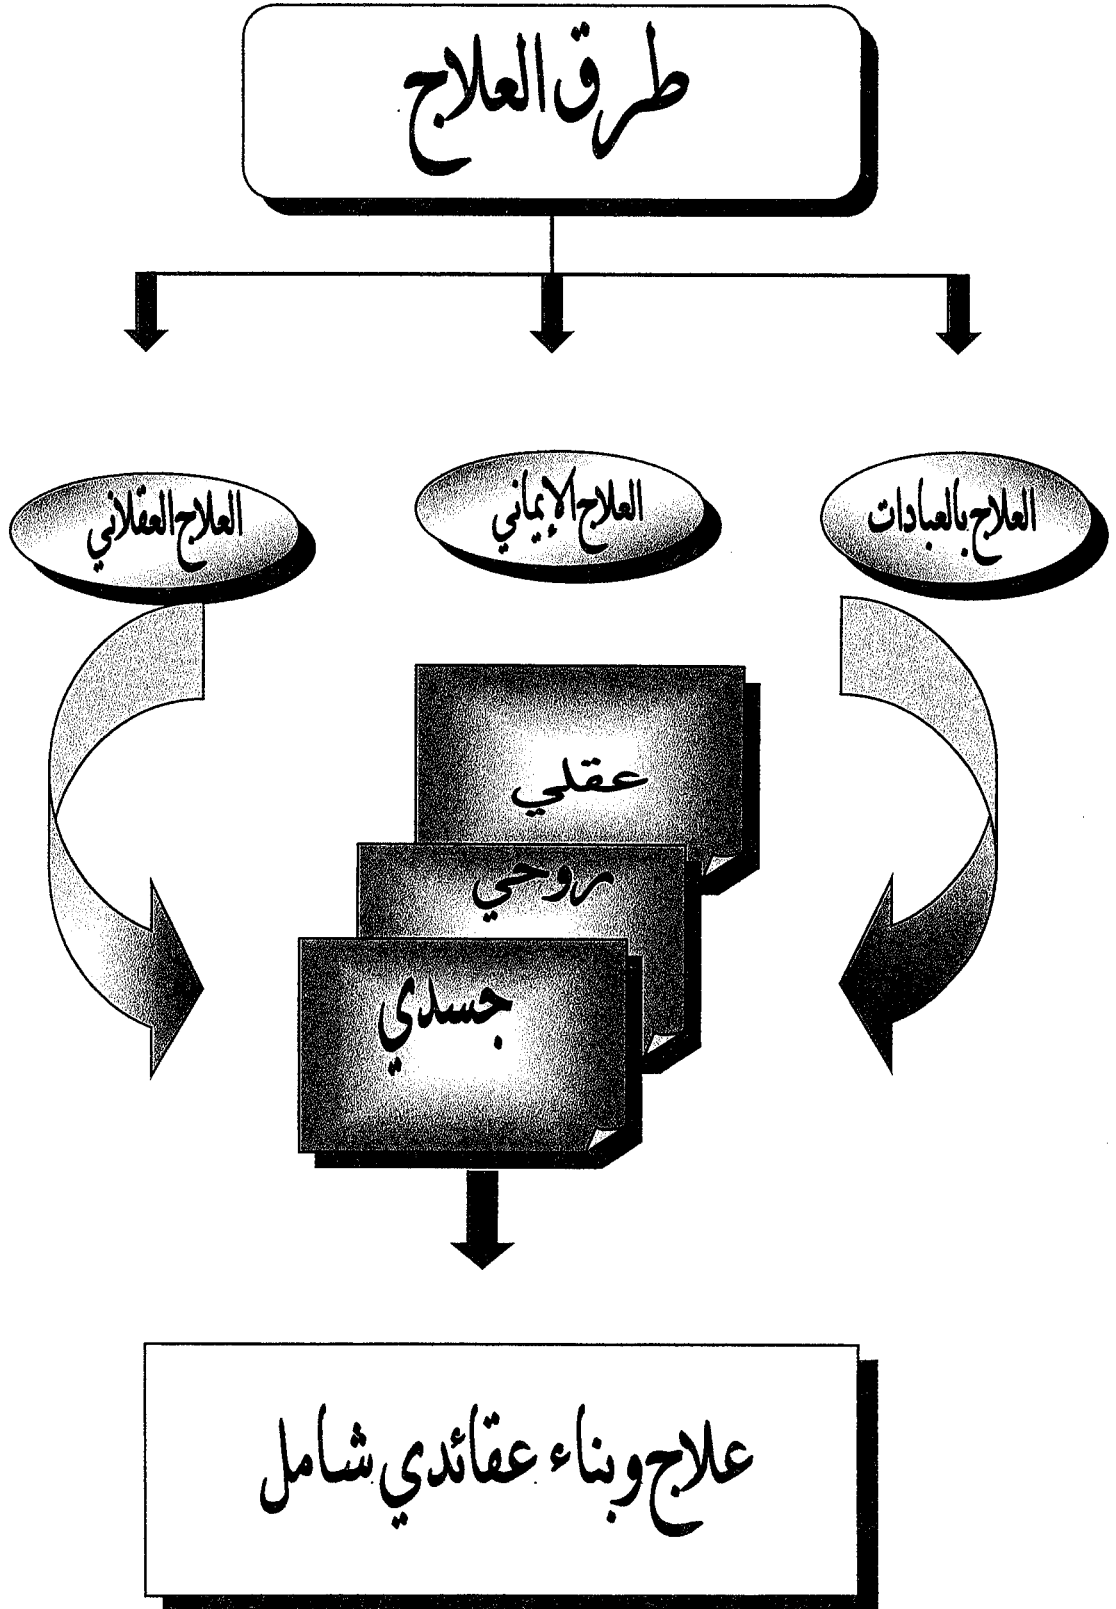 طرق العلاج
العلاج بالعبادات
العلاج الإيماني
العلاج العقلاني
عقلي
روحي
جسدي
علاج وبناء عقائدي شامل